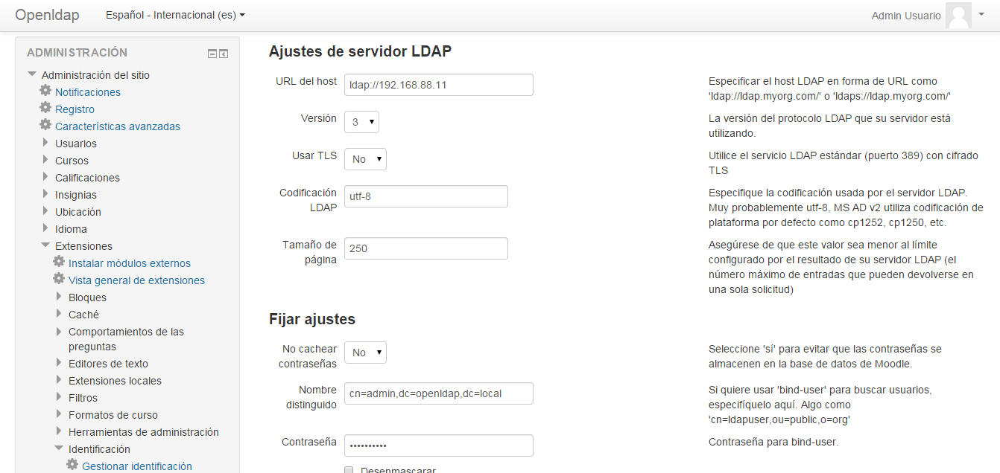 Openldap
Español - Internacional (es)
Admin Usuario
ADMINISTRACIÓN
Administración del sitio
Notificaciones
Registro
Características avanzadas
Usuarios
Cursos
Calificaciones
Insignias
Ubicación
Idioma
Extensiones
Instalar módulos externos
Vista general de extensiones
Bloques
Caché
Comportamientos de las
preguntas
Editores de texto
Extensiones locales
Filtros
Formatos de curso
Herramientas de administración
Identificación
Gestionar identificación
Ajustes de servidor LDAP
URL del host
ldap://192.168.88.11
Especificar el host LDAP en forma de URL como
'ldap://ldap.myorg.com/' o 'ldaps://ldap.myorg.com/'
Versión
3
La versión del protocolo LDAP que su servidor está
utilizando.
Usar TLS
No
Utilice el servicio LDAP estándar (puerto 389) con cifrado
TLS
Codificación
LDAP
utf-8
Especifique la codificación usada por el servidor LDAP.
Muy probablemente utf-8, MS AD v2 utiliza codificación de
plataforma por defecto como cp1252, cp1250, etc.
Tamaño de
página
250
Asegúrese de que este valor sea menor al límite
configurado por el resultado de su servidor LDAP (el
número máximo de entradas que pueden devolverse en
una sola solicitud)
Fijar ajustes
No cachear
contraseñas
No
Seleccione 'sí' para evitar que las contraseñas se
almacenen en la base de datos de Moodle.
Nombre
distinguido
cn=admin,dc=openldap,dc=local
Si quiere usar 'bind-user' para buscar usuarios,
especifíquelo aquí. Algo como
'cn=ldapuser,ou=public,o=org'
Contraseña
••••••••••
Contraseña para bind-user.
Desenmascarar